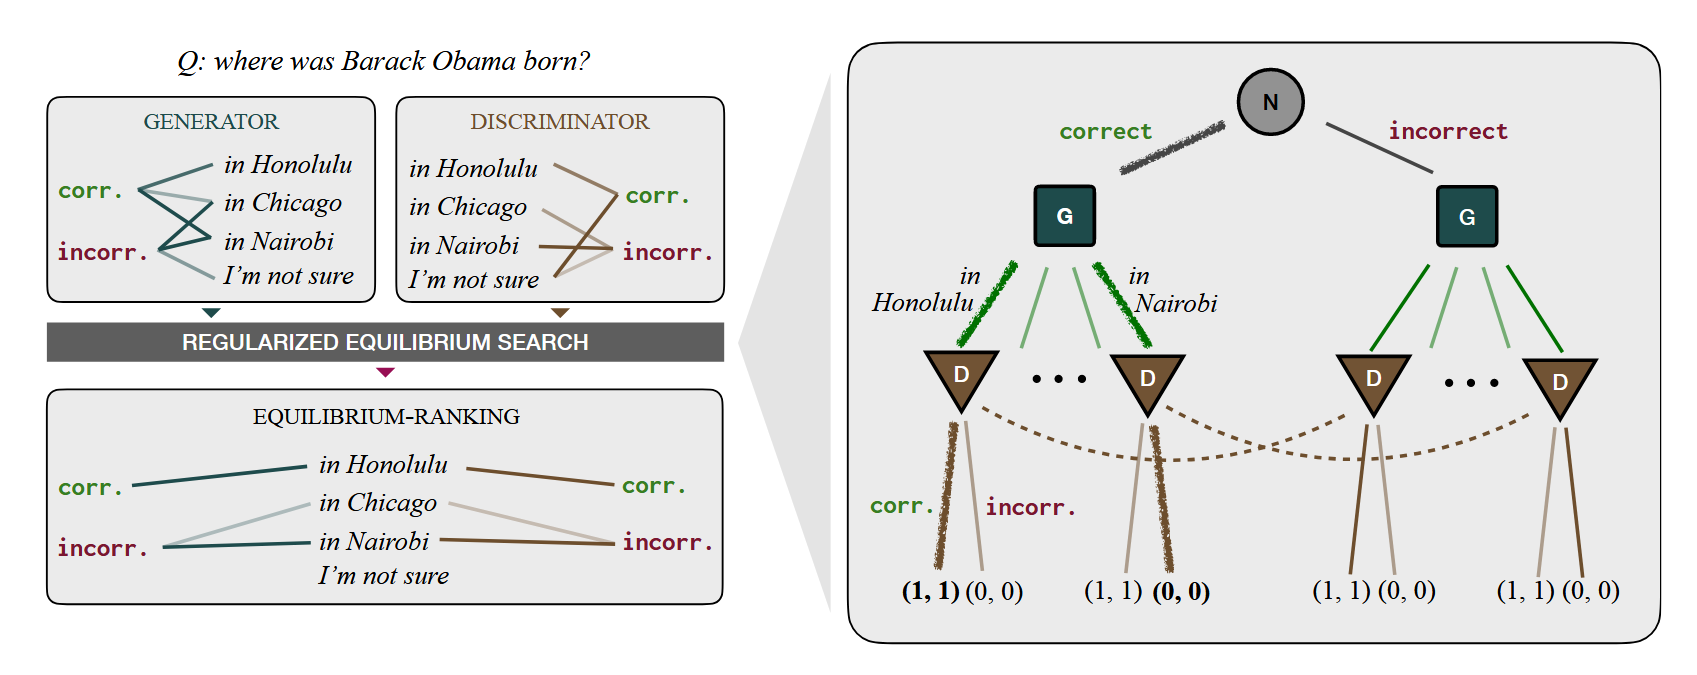 Q: where was Barack Obama born?
GENERATOR
corr.
incorr.
in Honolulu
in Chicago
in Nairobi
I'm not sure
DISCRIMINATOR
in Honolulu
in Chicago
in Nairobi
I'm not sure
corr.
incorr.
REGULARIZED EQUILIBRIUM SEARCH
EQUILIBRIUM-RANKING
corr.
incorr.
in Honolulu
in Chicago
in Nairobi
I'm not sure
corr.
incorr.
N
correct
incorrect
G
G
in
Honolulu
in
Nairobi
D
D
D
D
corr.
incorr.
(1, 1) (0, 0)
(1, 1) (0, 0)
(1, 1) (0, 0)
(1, 1) (0, 0)